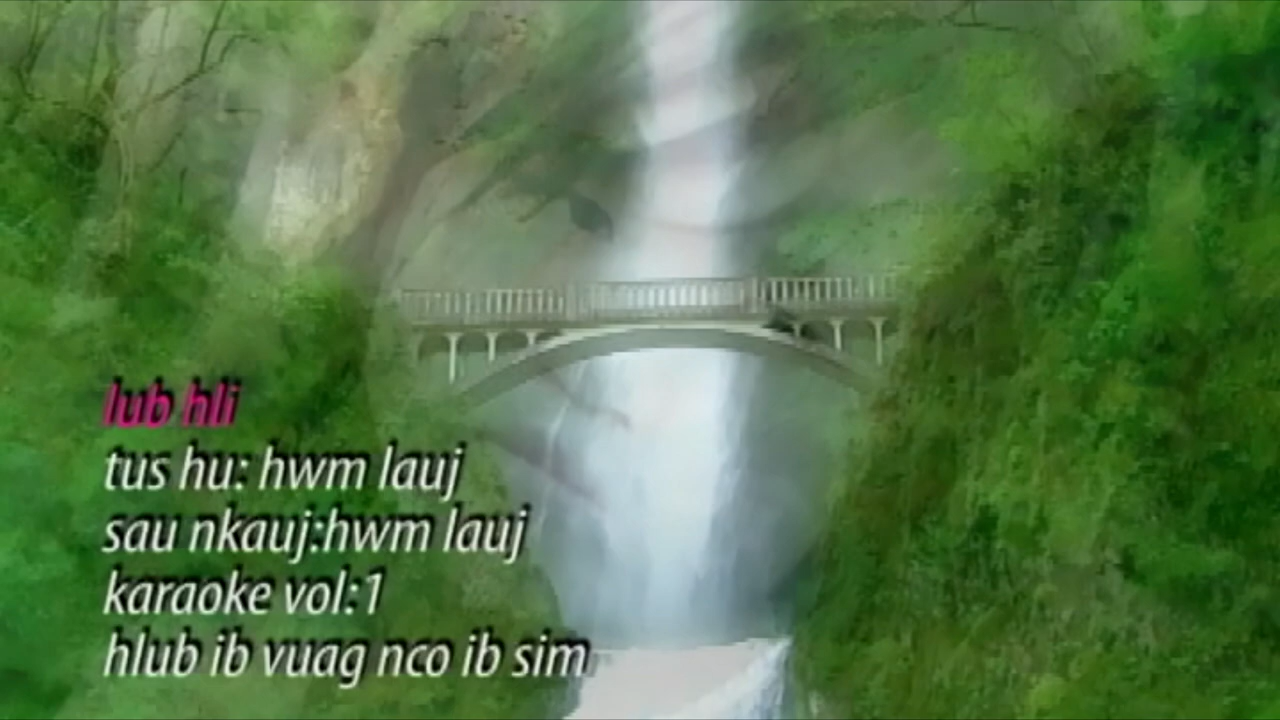 lub hli
tus hu: hwm lauj
sau nkauj:hwm lauj
karaoke vol:1
hlub ib vuag nco ib sim